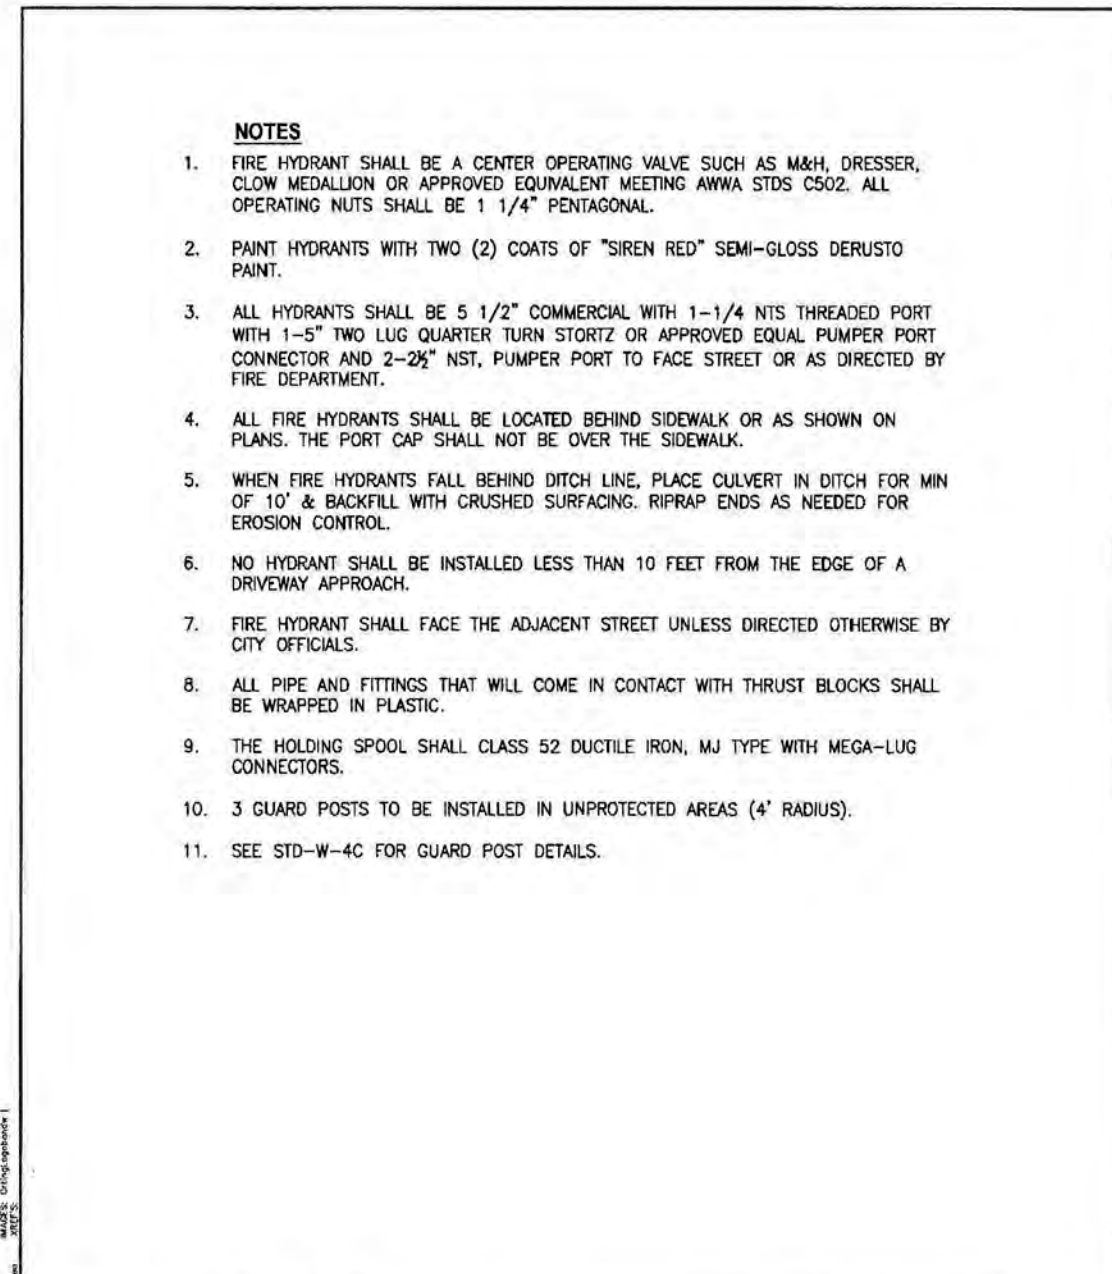 NOTES
1. FIRE HYDRANT SHALL BE A CENTER OPERATING VALVE SUCH AS M&H, DRESSER,
CLOW MEDALLION OR APPROVED EQUIVALENT MEETING AWWA STDS C502. ALL
OPERATING NUTS SHALL BE 1 1/4" PENTAGONAL.
2. PAINT HYDRANTS WITH TWO (2) COATS OF "SIREN RED" SEMI-GLOSS DERUSTO
PAINT.
3. ALL HYDRANTS SHALL BE 5 1/2" COMMERCIAL WITH 1-1/4 NTS THREADED PORT
WITH 1-5" TWO LUG QUARTER TURN STORTZ OR APPROVED EQUAL PUMPER PORT
CONNECTOR AND 2-2½" NST, PUMPER PORT TO FACE STREET OR AS DIRECTED BY
FIRE DEPARTMENT.
4. ALL FIRE HYDRANTS SHALL BE LOCATED BEHIND SIDEWALK OR AS SHOWN ON
PLANS. THE PORT CAP SHALL NOT BE OVER THE SIDEWALK.
5. WHEN FIRE HYDRANTS FALL BEHIND DITCH LINE, PLACE CULVERT IN DITCH FOR MIN
OF 10' & BACKFILL WITH CRUSHED SURFACING. RIPRAP ENDS AS NEEDED FOR
EROSION CONTROL.
6. NO HYDRANT SHALL BE INSTALLED LESS THAN 10 FEET FROM THE EDGE OF A
DRIVEWAY APPROACH.
7. FIRE HYDRANT SHALL FACE THE ADJACENT STREET UNLESS DIRECTED OTHERWISE BY
CITY OFFICIALS.
8. ALL PIPE AND FITTINGS THAT WILL COME IN CONTACT WITH THRUST BLOCKS SHALL
BE WRAPPED IN PLASTIC.
9. THE HOLDING SPOOL SHALL CLASS 52 DUCTILE IRON, MJ TYPE WITH MEGA-LUG
CONNECTORS.
10. 3 GUARD POSTS TO BE INSTALLED IN UNPROTECTED AREAS (4' RADIUS).
11. SEE STD-W-4C FOR GUARD POST DETAILS.
IMAGES:
XREFS: